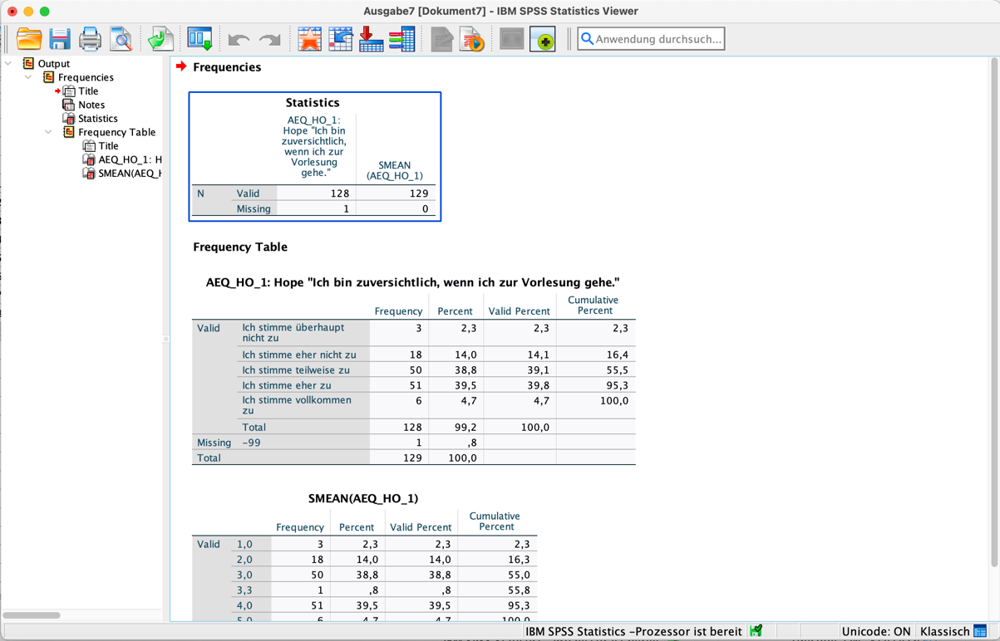 Ausgabe7 [Dokument7] - IBM SPSS Statistics Viewer
Anwendung durchsuch...
Output
Frequencies
Title
Notes
Statistics
Frequency Table
Title
AEQ_HO_1: H
SMEAN(AEQ_H
Frequencies
Statistics
AEQ_HO_1:
Hope "Ich bin
zuversichtlich,
wenn ich zur
Vorlesung
gehe."
SMEAN
(AEQ_HO_1)
N Valid 128 129
Missing 1 0
Frequency Table
AEQ_HO_1: Hope "Ich bin zuversichtlich, wenn ich zur Vorlesung gehe."
Frequency Percent Valid Percent Cumulative
Percent
Valid Ich stimme überhaupt
nicht zu 3 2,3 2,3 2,3
Ich stimme eher nicht zu 18 14,0 14,1 16,4
Ich stimme teilweise zu 50 38,8 39,1 55,5
Ich stimme eher zu 51 39,5 39,8 95,3
Ich stimme vollkommen
zu 6 4,7 4,7 100,0
Total 128 99,2 100,0
Missing -99 1 ,8
Total 129 100,0
SMEAN(AEQ_HO_1)
Frequency Percent Valid Percent Cumulative
Percent
Valid 1,0 3 2,3 2,3 2,3
2,0 18 14,0 14,0 16,3
3,0 50 38,8 38,8 55,0
3,3 1 ,8 ,8 55,8
4,0 51 39,5 39,5 95,3
5,0 6 4,7 4,7 100,0
IBM SPSS Statistics -Prozessor ist bereit
Unicode: ON
Klassisch